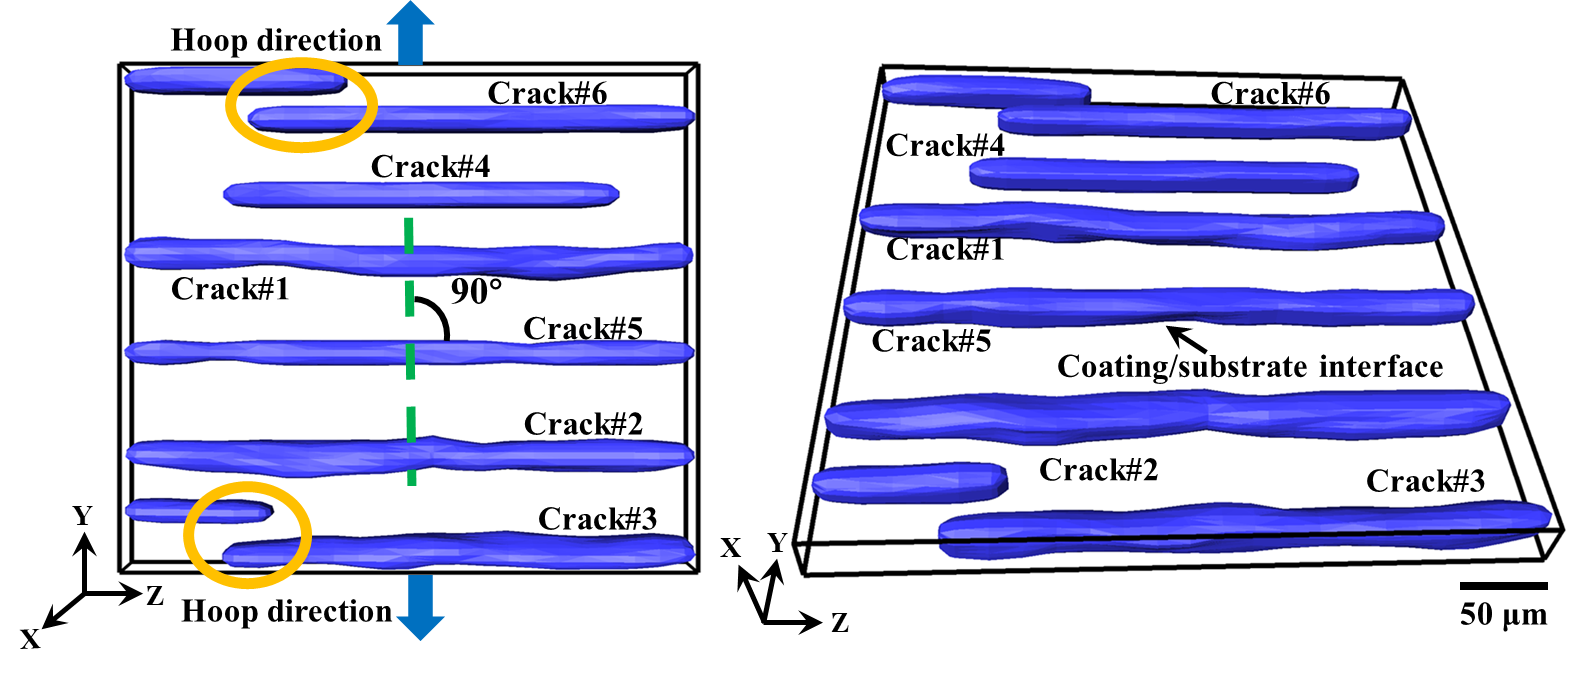 Hoop direction
Crack#6
Crack#4
Crack#1
90°
Crack#5
Crack#2
Crack#3
Hoop direction
Y
Z
X
Crack#6
Crack#4
Crack#1
Crack#5
Coating/substrate interface
Crack#2
Crack#3
X
Y
Z
50 μm